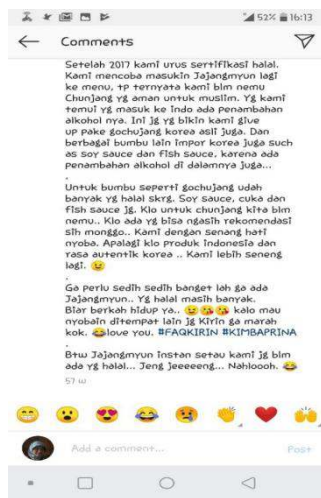 52% 16:13
Comments
Setelah 2017 kami urus sertifikasi halal.
Kami mencoba masukin Jajangmyun lagi
ke menu, tp ternyata kami blm nemu
Chunjang yg aman untuk muslim. Yg kami
temui yg masuk ke indo ada penambahan
alkohol nya. Ini jg yg bikin kami give
up pake gochujang korea asli juga. Dan
berbagai bumbu lain impor korea juga such
as soy sauce dan fish sauce, karena ada
penambahan alkohol di dalamnya juga...
.
Untuk bumbu seperti gochujang udah
banyak yg halal skrg. Soy sauce, cuka dan
fish sauce jg. Klo untuk chunjang kita blm
nemu.. Klo ada yg bisa ngasih rekomendasi
sih monggo.. Kami dengan senang hati
nyoba. Apalagi klo produk indonesia dan
rasa autentik korea .. Kami lebih seneng
lagi. 😉
.
Ga perlu sedih sedih banget lah ga ada
Jajangmyun.. Yg halal masih banyak.
Biar berkah hidup ya.. 😉😘😘 kalo mau
nyobain ditempat lain jg Kirin ga marah
kok. 😂love you. #FAQKIRIN #KIMBAPRINA
.
Btw Jajangmyun instan setau kami jg blm
ada yg halal... Jeng jeeeeeng... Nahloooh. 😂
57 w
😁 😮 😍 😂 😢 👏 ❤️ 🙌
Add a comment... Post